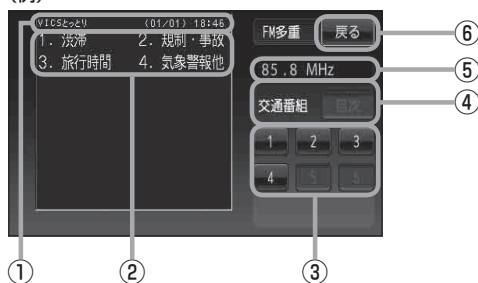 (例)
VICSとっとり (01/01) 18:46
1. 渋滞 2. 規制・事故
3. 旅行時間 4. 気象警報他
FM多重 戻る
85.8 MHz
交通番組 目次
1 2 3
4 5 6
① ② ③ ④ ⑤ ⑥